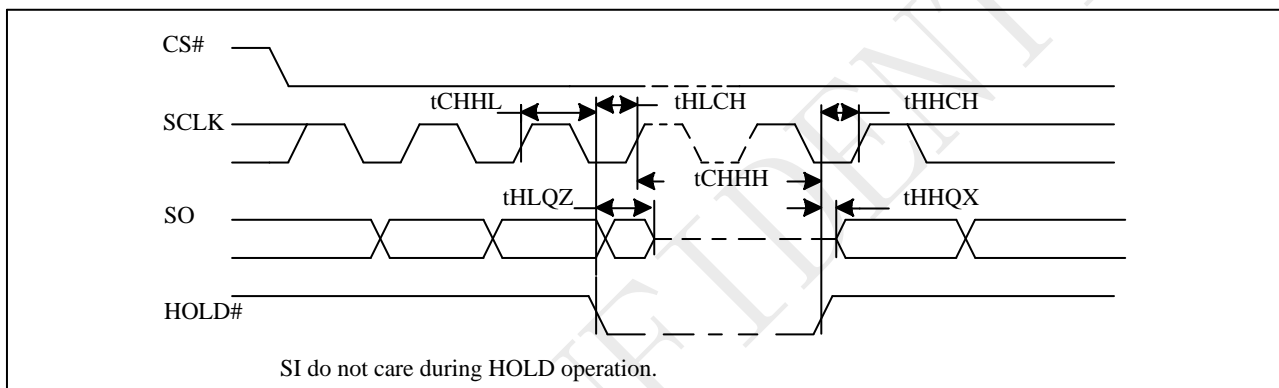 CS#
tCHHL tHLCH tHHCH
SCLK
tCHHH
tHLQZ tHHQX
SO
HOLD#
SI do not care during HOLD operation.